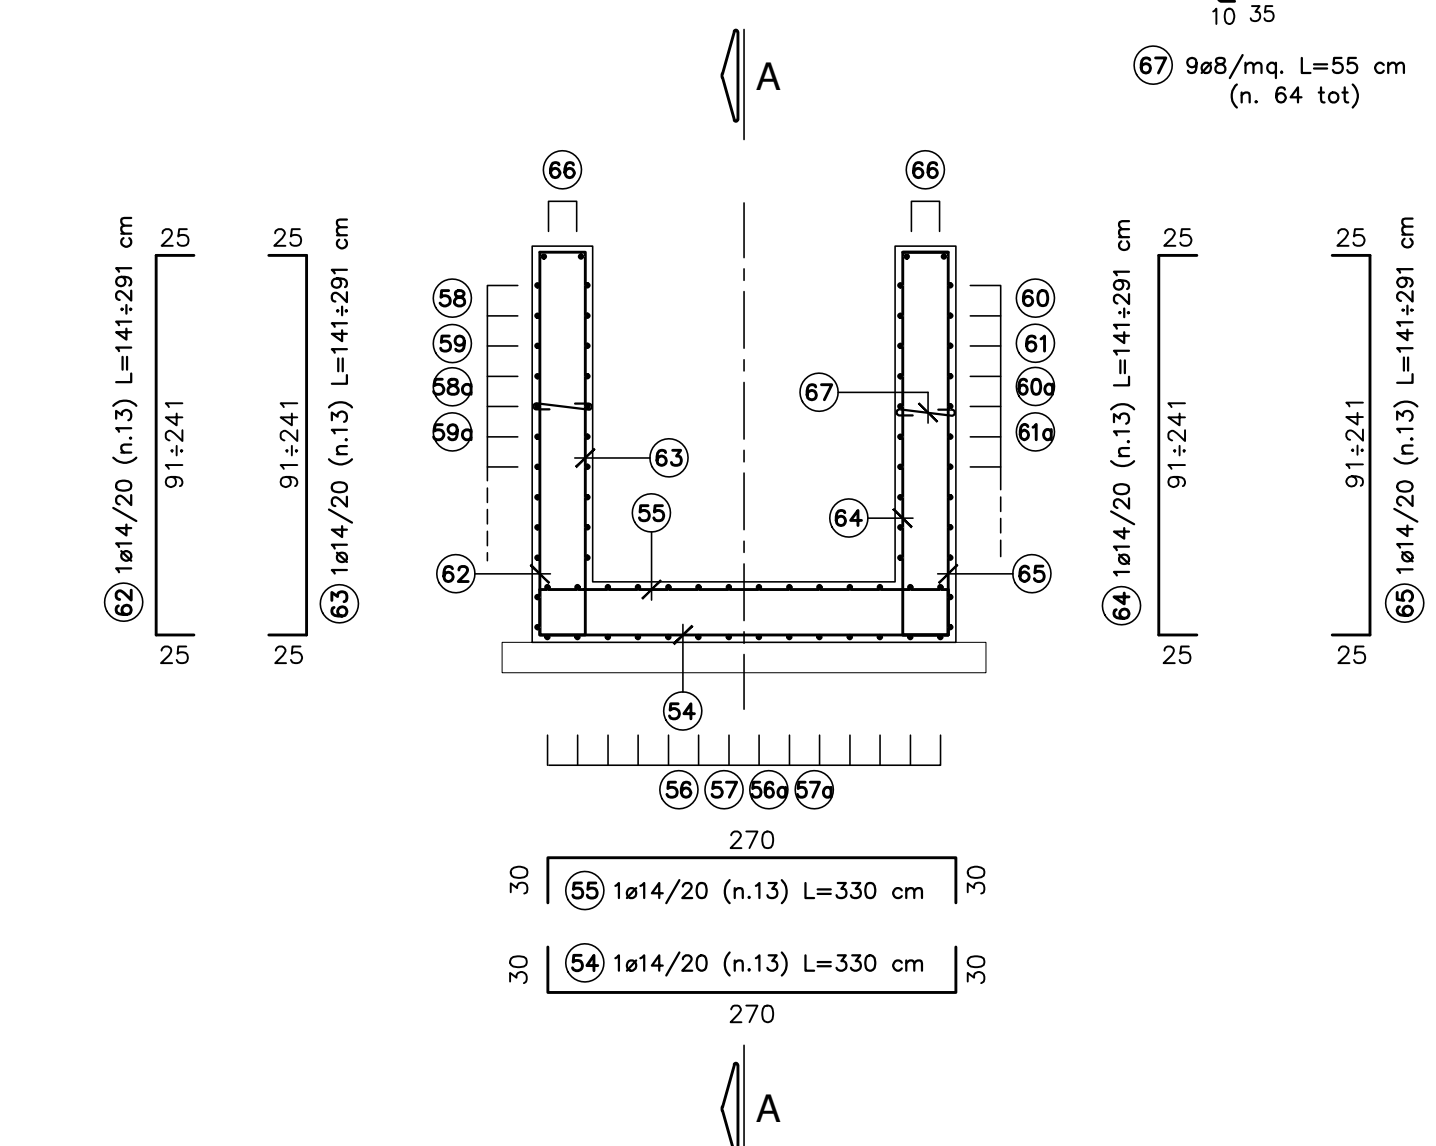 10 35
67 9ø8/mq. L=55 cm
(n. 64 tot)
A
66
66
25
25
25
25
62 1ø14/20 (n.13) L=141÷291 cm
91÷241
91÷241
63 1ø14/20 (n.13) L=141÷291 cm
58
59
58a
59a
60
61
60a
61a
67
63
55
64
62
65
64 1ø14/20 (n.13) L=141÷291 cm
91÷241
91÷241
65 1ø14/20 (n.13) L=141÷291 cm
25
25
25
25
54
56 57 56a 57a
270
30
55 1ø14/20 (n.13) L=330 cm
30
30
54 1ø14/20 (n.13) L=330 cm
30
270
A